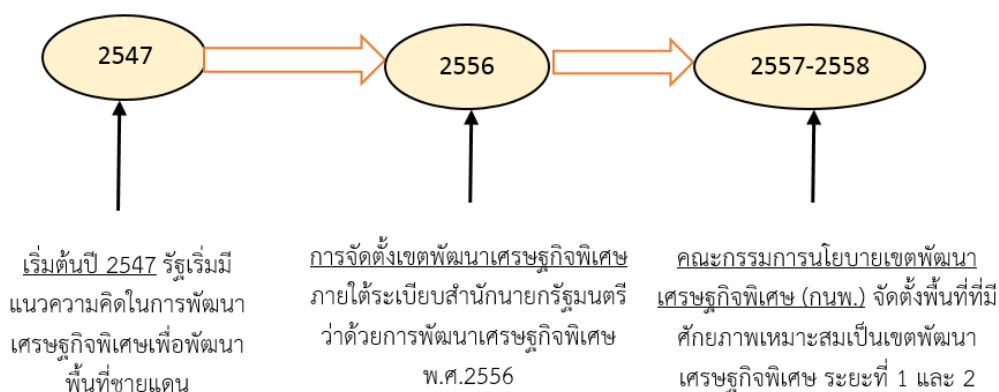 2547
2556
2557-2558
เริ่มต้นปี 2547 รัฐเริ่มมี
แนวความคิดในการพัฒนา
เศรษฐกิจพิเศษเพื่อพัฒนา
พื้นที่ชายแดน
การจัดตั้งเขตพัฒนาเศรษฐกิจพิเศษ
ภายใต้ระเบียบสำนักนายกรัฐมนตรี
ว่าด้วยการพัฒนาเศรษฐกิจพิเศษ
พ.ศ.2556
คณะกรรมการนโยบายเขตพัฒนา
เศรษฐกิจพิเศษ (กนพ.) จัดตั้งพื้นที่ที่มี
ศักยภาพเหมาะสมเป็นเขตพัฒนา
เศรษฐกิจพิเศษ ระยะที่ 1 และ 2